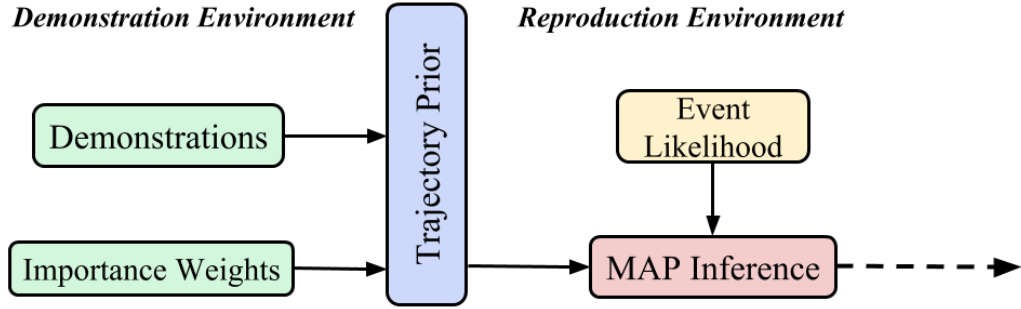 Demonstration Environment
Reproduction Environment
Trajectory Prior
Demonstrations
Event
Likelihood
Importance Weights
MAP Inference